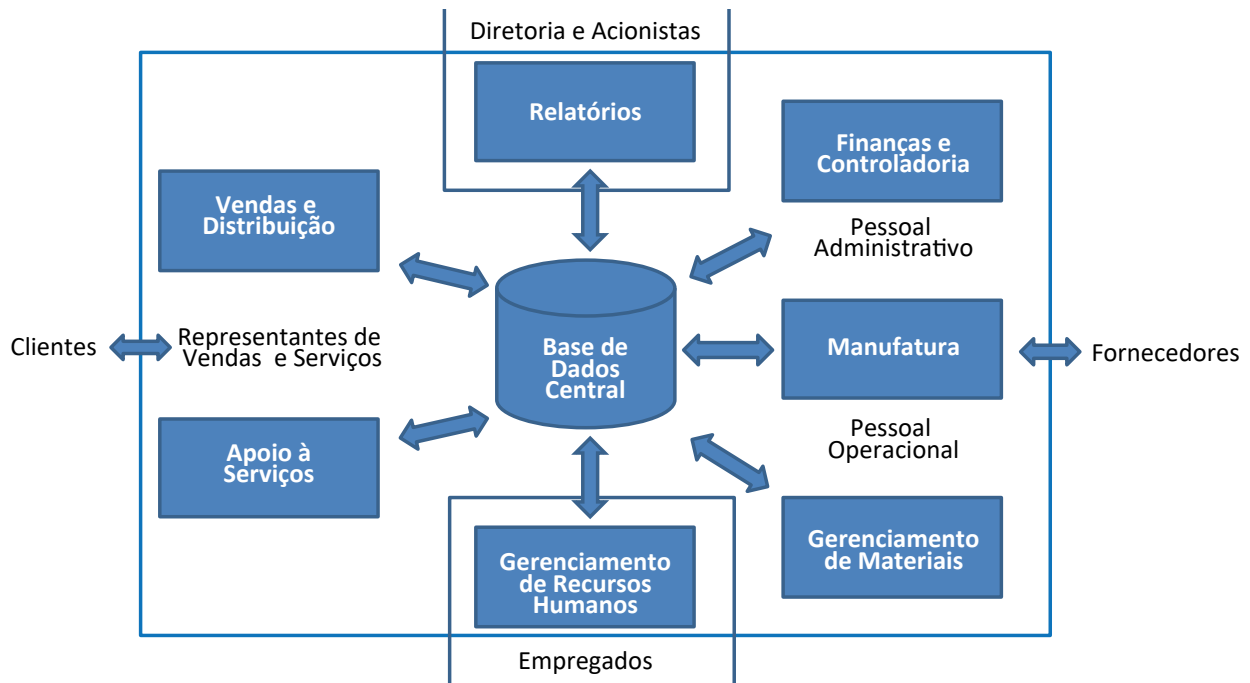 Diretoria e Acionistas
Relatórios
Finanças e
Controladoria
Vendas e
Distribuição
Pessoal
Administrativo
Clientes
Representantes de
Vendas e Serviços
Base de
Dados
Central
Manufatura
Fornecedores
Apoio à
Serviços
Pessoal
Operacional
Gerenciamento
de Recursos
Humanos
Gerenciamento
de Materiais
Empregados